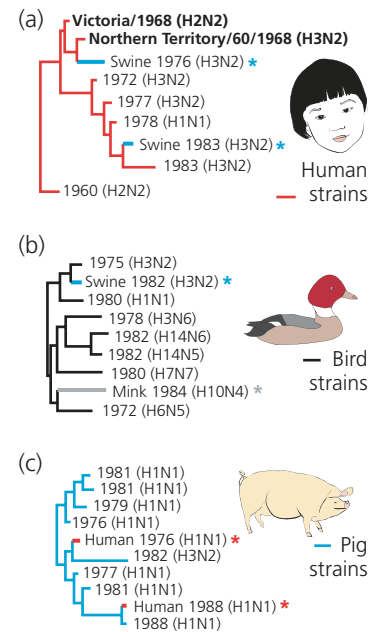 (a)
Victoria/1968 (H2N2)
Northern Territory/60/1968 (H3N2)
Swine 1976 (H3N2) *
1972 (H3N2)
1977 (H3N2)
1978 (H1N1)
Swine 1983 (H3N2) *
1983 (H3N2)
1960 (H2N2)
Human
strains
(b)
1975 (H3N2)
Swine 1982 (H3N2) *
1980 (H1N1)
1978 (H3N6)
1982 (H14N6)
1982 (H14N5)
1980 (H7N7)
Mink 1984 (H10N4) *
1972 (H6N5)
Bird
strains
(c)
1981 (H1N1)
1981 (H1N1)
1979 (H1N1)
1976 (H1N1)
Human 1976 (H1N1) *
1982 (H3N2)
1977 (H1N1)
1981 (H1N1)
Human 1988 (H1N1) *
1988 (H1N1)
Pig
strains